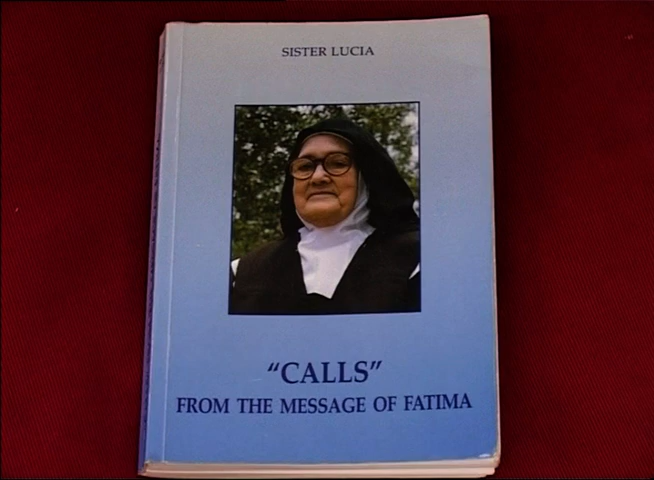 SISTER LUCIA
“CALLS”
FROM THE MESSAGE OF FATIMA